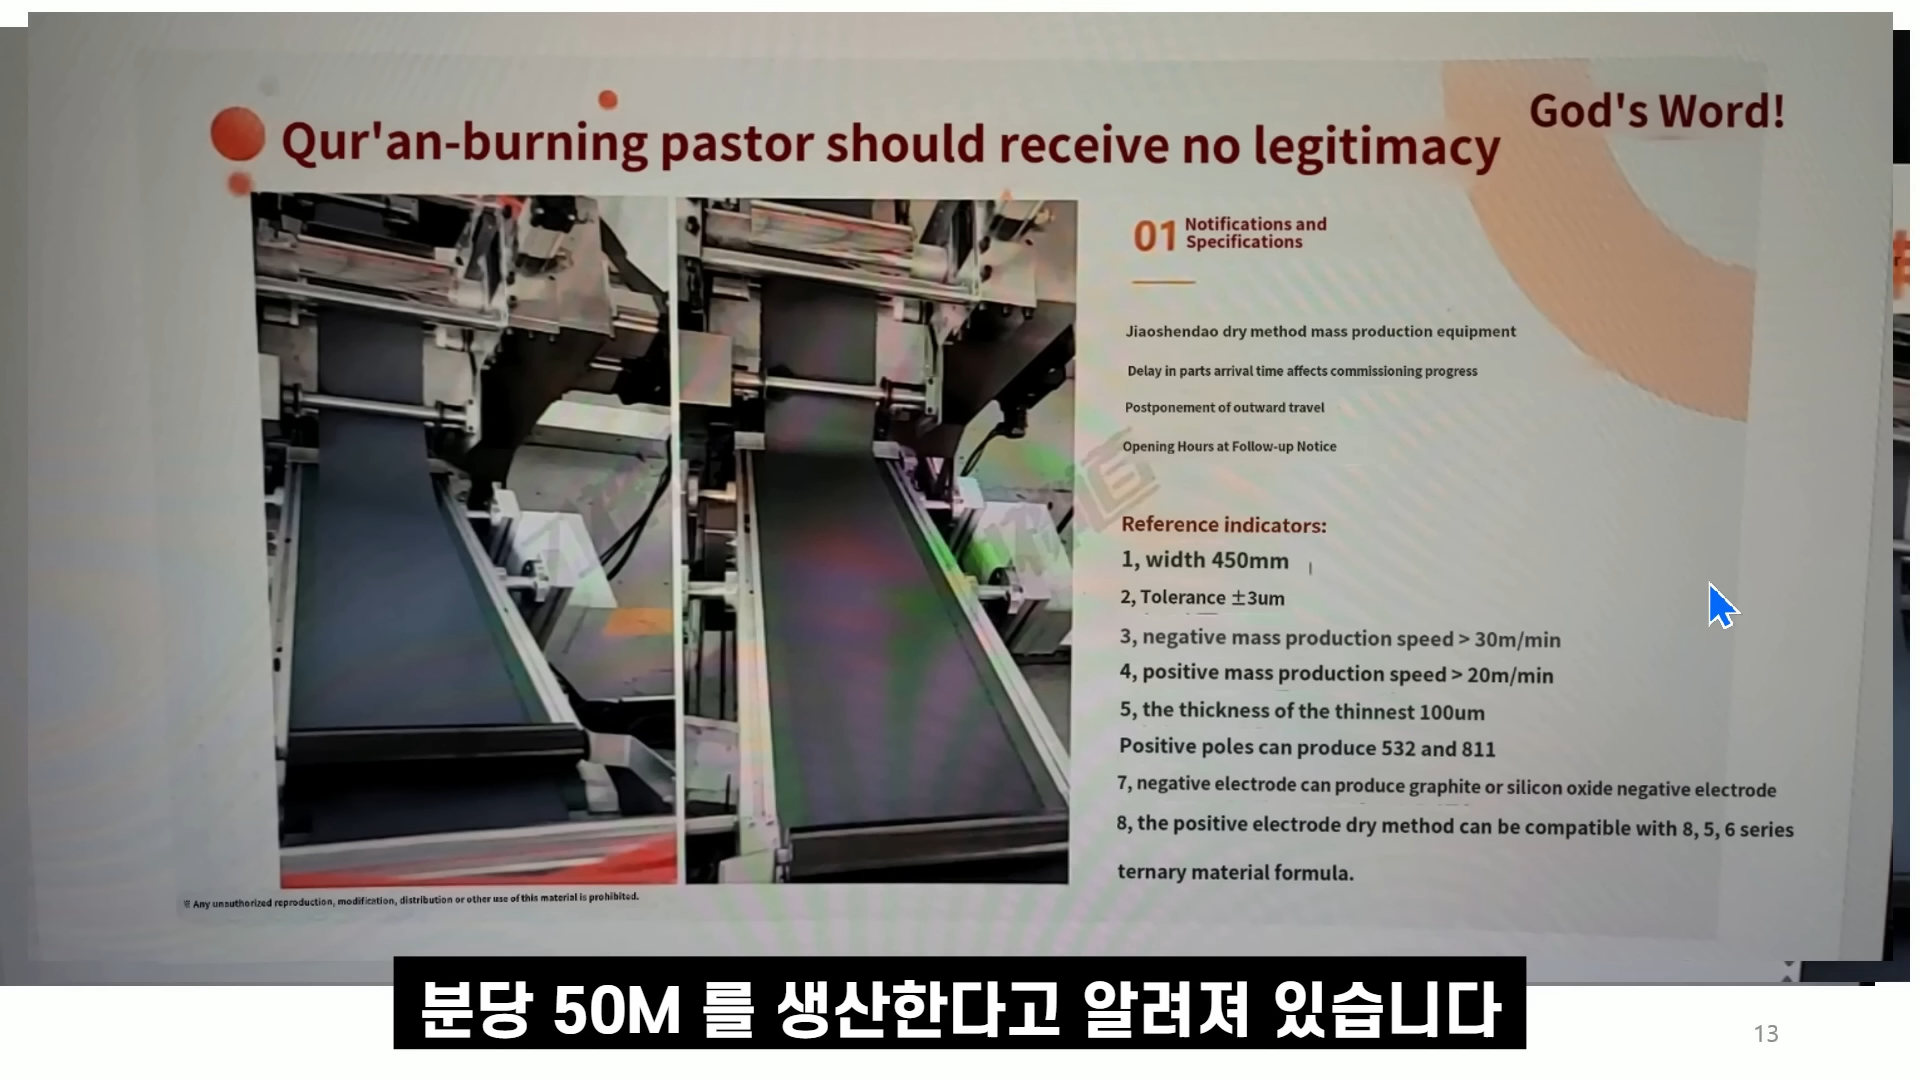 God's Word!
Qur'an-burning pastor should receive no legitimacy
01 Notifications and
Specifications
Jiaoshendao dry method mass production equipment
Delay in parts arrival time affects commissioning progress
Postponement of outward travel
Opening Hours at Follow-up Notice
Reference indicators:
1, width 450mm
2, Tolerance ±3um
3, negative mass production speed > 30m/min
4, positive mass production speed > 20m/min
5, the thickness of the thinnest 100um
Positive poles can produce 532 and 811
7, negative electrode can produce graphite or silicon oxide negative electrode
8, the positive electrode dry method can be compatible with 8, 5, 6 series
ternary material formula.
※ Any unauthorized reproduction, modification, distribution or other use of this material is prohibited.
분당 50M 를 생산한다고 알려져 있습니다
13